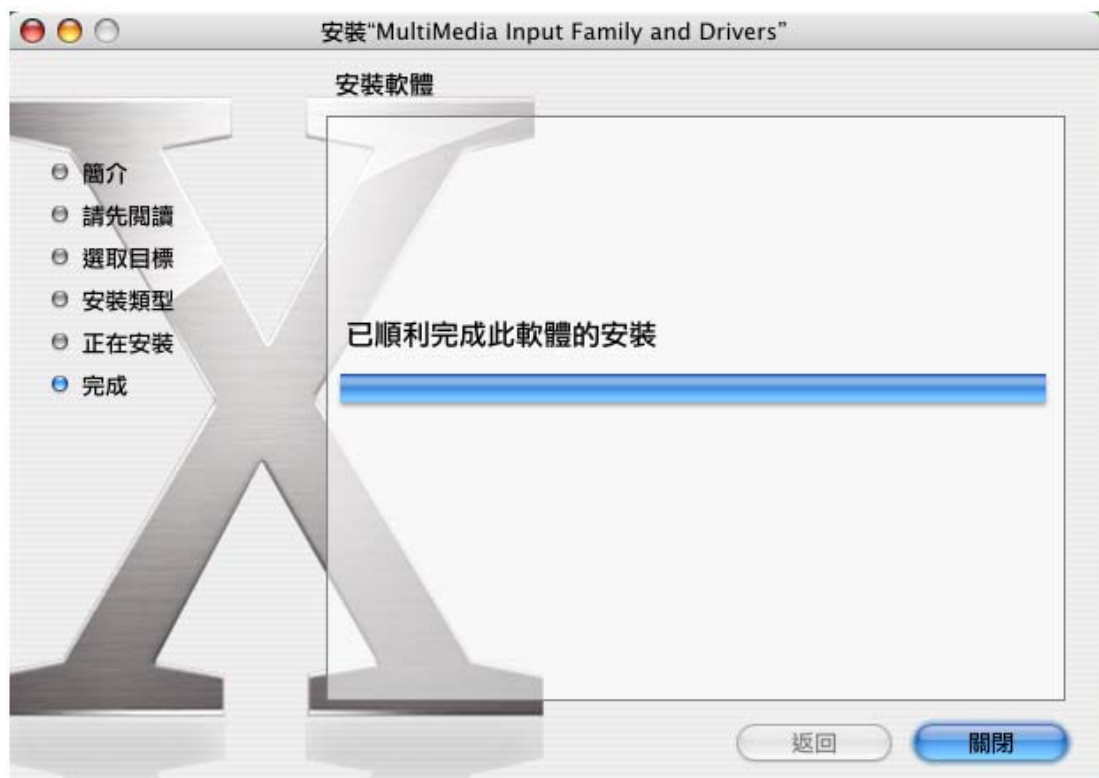 安裝“MultiMedia Input Family and Drivers”
安裝軟體
簡介
請先閱讀
選取目標
安裝類型
正在安裝
完成
已順利完成此軟體的安裝
返回
關閉